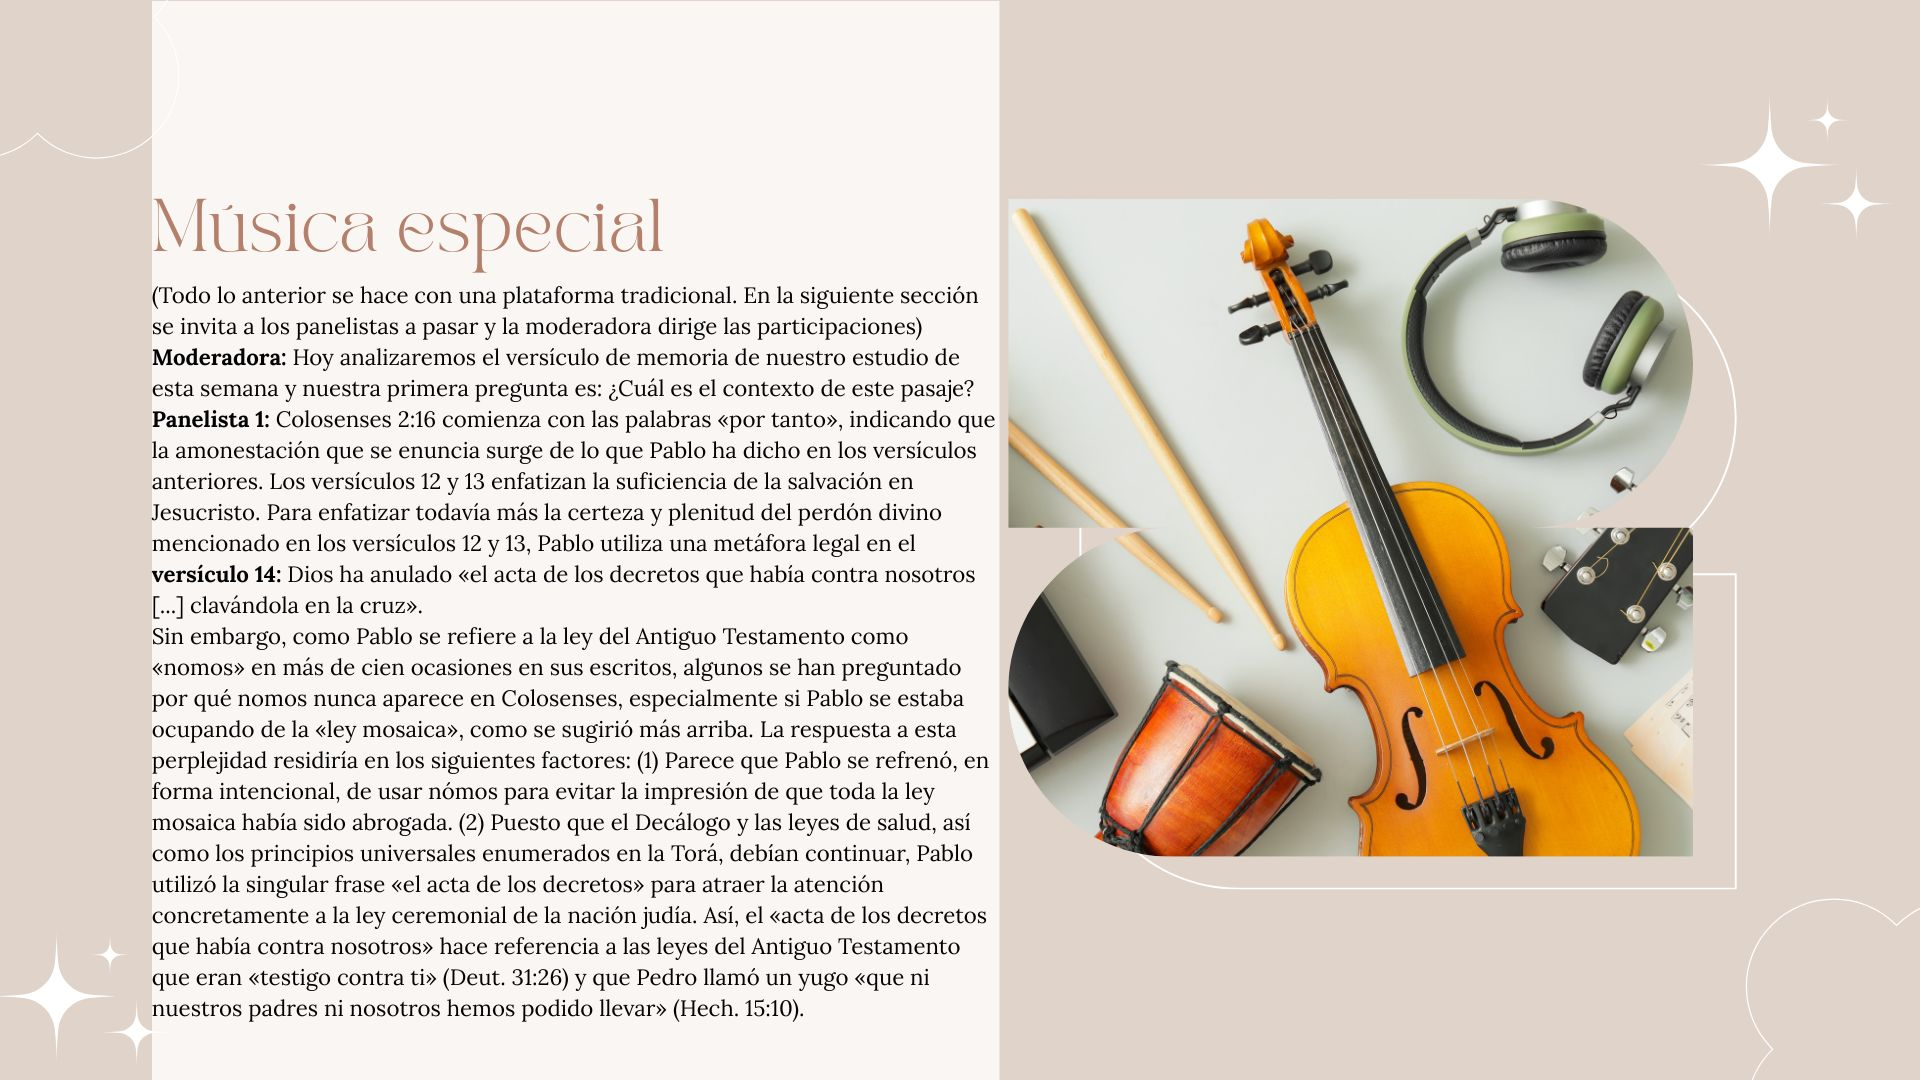 Música especial
(Todo lo anterior se hace con una plataforma tradicional. En la siguiente sección
se invita a los panelistas a pasar y la moderadora dirige las participaciones)
Moderadora: Hoy analizaremos el versículo de memoria de nuestro estudio de
esta semana y nuestra primera pregunta es: ¿Cuál es el contexto de este pasaje?
Panelista 1: Colosenses 2:16 comienza con las palabras «por tanto», indicando que
la amonestación que se enuncia surge de lo que Pablo ha dicho en los versículos
anteriores. Los versículos 12 y 13 enfatizan la suficiencia de la salvación en
Jesucristo. Para enfatizar todavía más la certeza y plenitud del perdón divino
mencionado en los versículos 12 y 13, Pablo utiliza una metáfora legal en el
versículo 14: Dios ha anulado «el acta de los decretos que había contra nosotros
[...] clavándola en la cruz».
Sin embargo, como Pablo se refiere a la ley del Antiguo Testamento como
«nomos» en más de cien ocasiones en sus escritos, algunos se han preguntado
por qué nomos nunca aparece en Colosenses, especialmente si Pablo se estaba
ocupando de la «ley mosaica», como se sugirió más arriba. La respuesta a esta
perplejidad residiría en los siguientes factores: (1) Parece que Pablo se refrenó, en
forma intencional, de usar nómos para evitar la impresión de que toda la ley
mosaica había sido abrogada. (2) Puesto que el Decálogo y las leyes de salud, así
como los principios universales enumerados en la Torá, debían continuar, Pablo
utilizó la singular frase «el acta de los decretos» para atraer la atención
concretamente a la ley ceremonial de la nación judía. Así, el «acta de los decretos
que había contra nosotros» hace referencia a las leyes del Antiguo Testamento
que eran «testigo contra ti» (Deut. 31:26) y que Pedro llamó un yugo «que ni
nuestros padres ni nosotros hemos podido llevar» (Hech. 15:10).